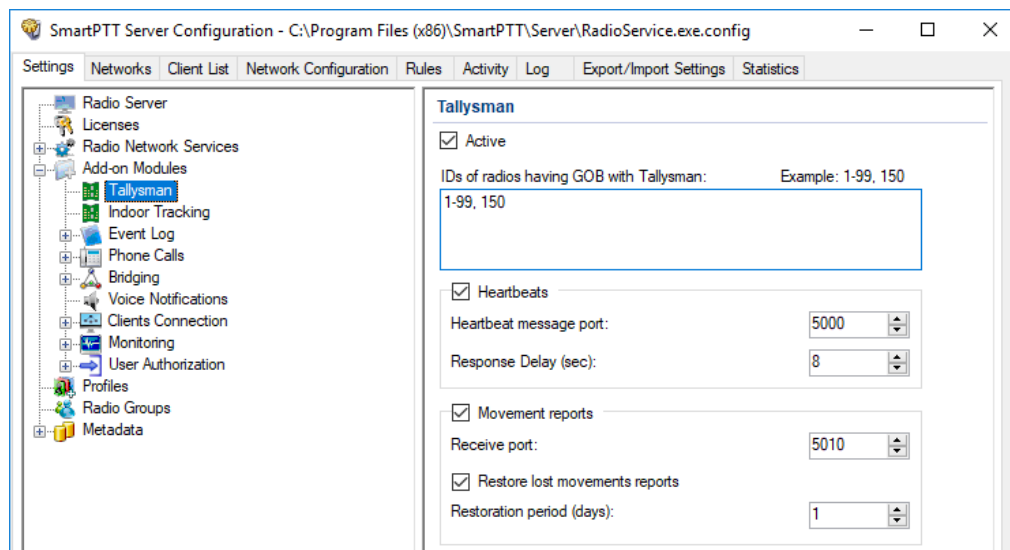 SmartPTT Server Configuration - C:\Program Files (x86)\SmartPTT\Server\RadioService.exe.config
Settings Networks Client List Network Configuration Rules Activity Log Export/Import Settings Statistics
Radio Server
Licenses
Radio Network Services
Add-on Modules
Tallysman
Indoor Tracking
Event Log
Phone Calls
Bridging
Voice Notifications
Clients Connection
Monitoring
User Authorization
Profiles
Radio Groups
Metadata
Tallysman
Active
IDs of radios having GOB with Tallysman: Example: 1-99, 150
1-99, 150
Heartbeats
Heartbeat message port: 5000
Response Delay (sec): 8
Movement reports
Receive port: 5010
Restore lost movements reports
Restoration period (days): 1